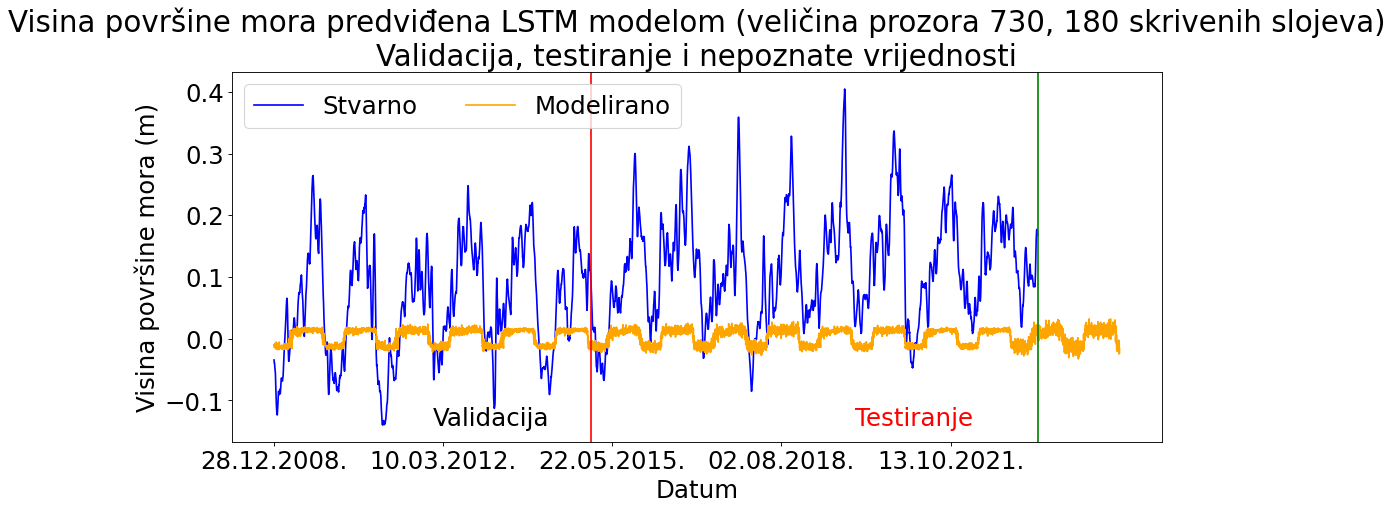 Visina površine mora predviđena LSTM modelom (veličina prozora 730, 180 skrivenih slojeva)
Validacija, testiranje i nepoznate vrijednosti
Stvarno
Modelirano
Visina površine mora (m)
0.4
0.3
0.2
0.1
0.0
−0.1
Validacija
Testiranje
28.12.2008.
10.03.2012.
22.05.2015.
02.08.2018.
13.10.2021.
Datum